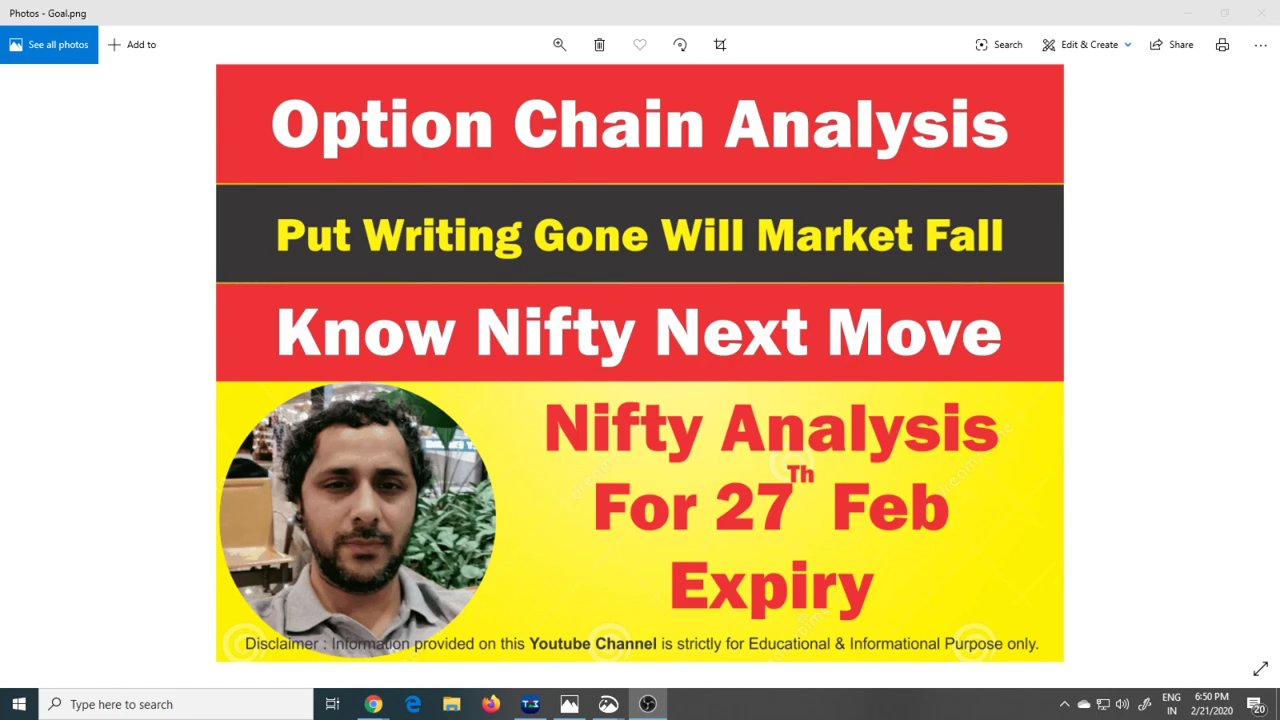 Photos - Goal.png
See all photos
Add to
Search
Edit & Create
Share
Option Chain Analysis
Put Writing Gone Will Market Fall
Know Nifty Next Move
Nifty Analysis
For 27Th Feb
Expiry
Disclaimer : Information provided on this Youtube Channel is strictly for Educational & Informational Purpose only.
Type here to search
ENG
IN
6:50 PM
2/21/2020
20